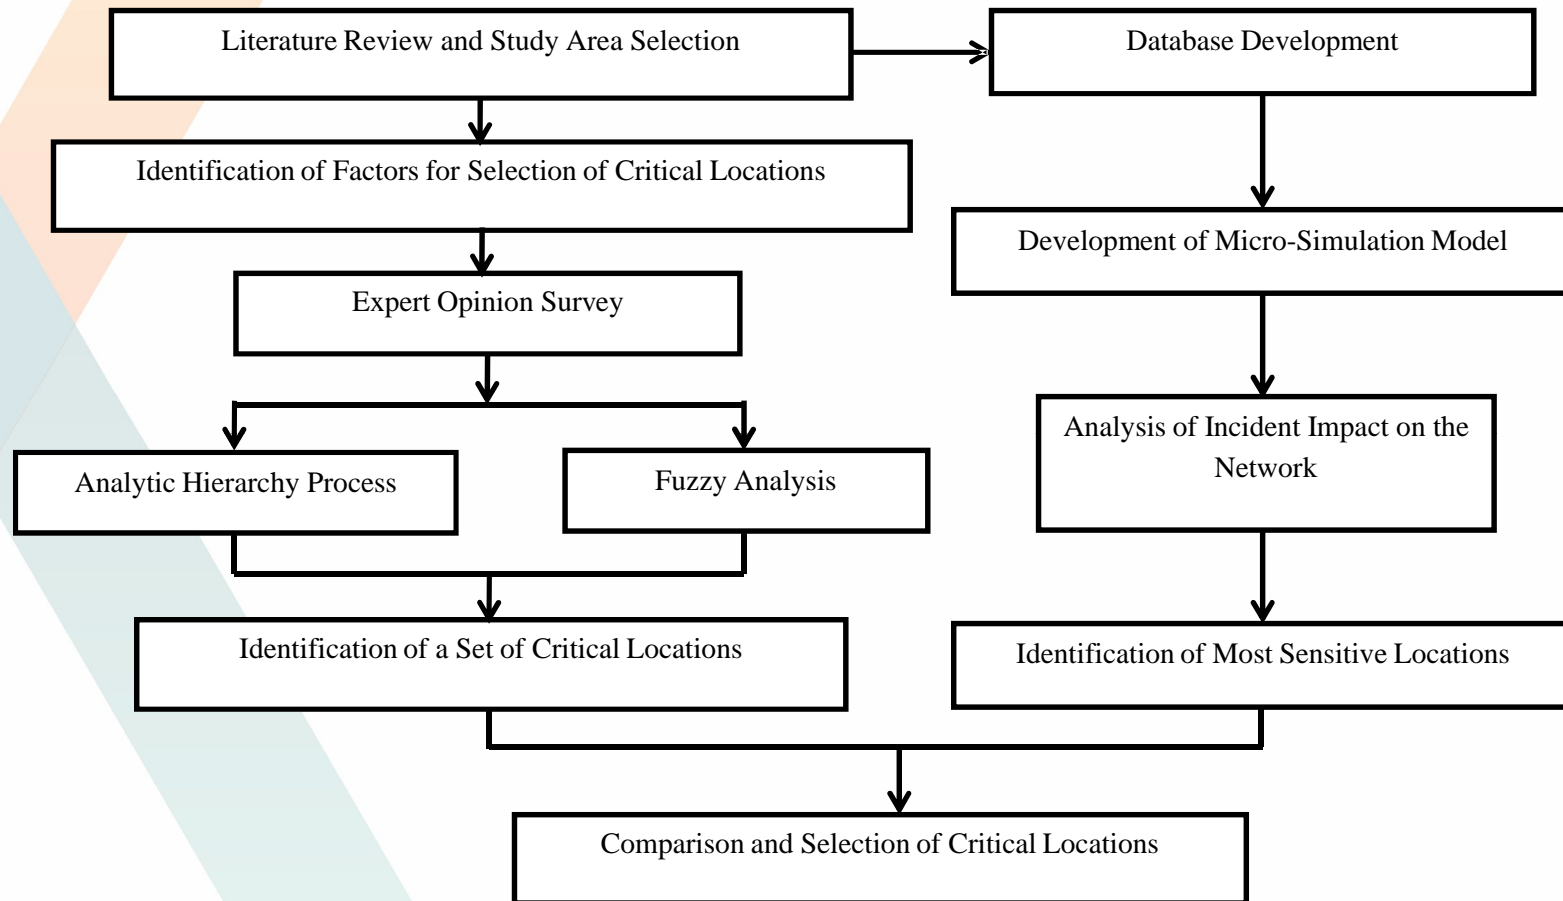 Literature Review and Study Area Selection
Database Development
Identification of Factors for Selection of Critical Locations
Development of Micro-Simulation Model
Expert Opinion Survey
Analysis of Incident Impact on the
Network
Analytic Hierarchy Process
Fuzzy Analysis
Identification of a Set of Critical Locations
Identification of Most Sensitive Locations
Comparison and Selection of Critical Locations